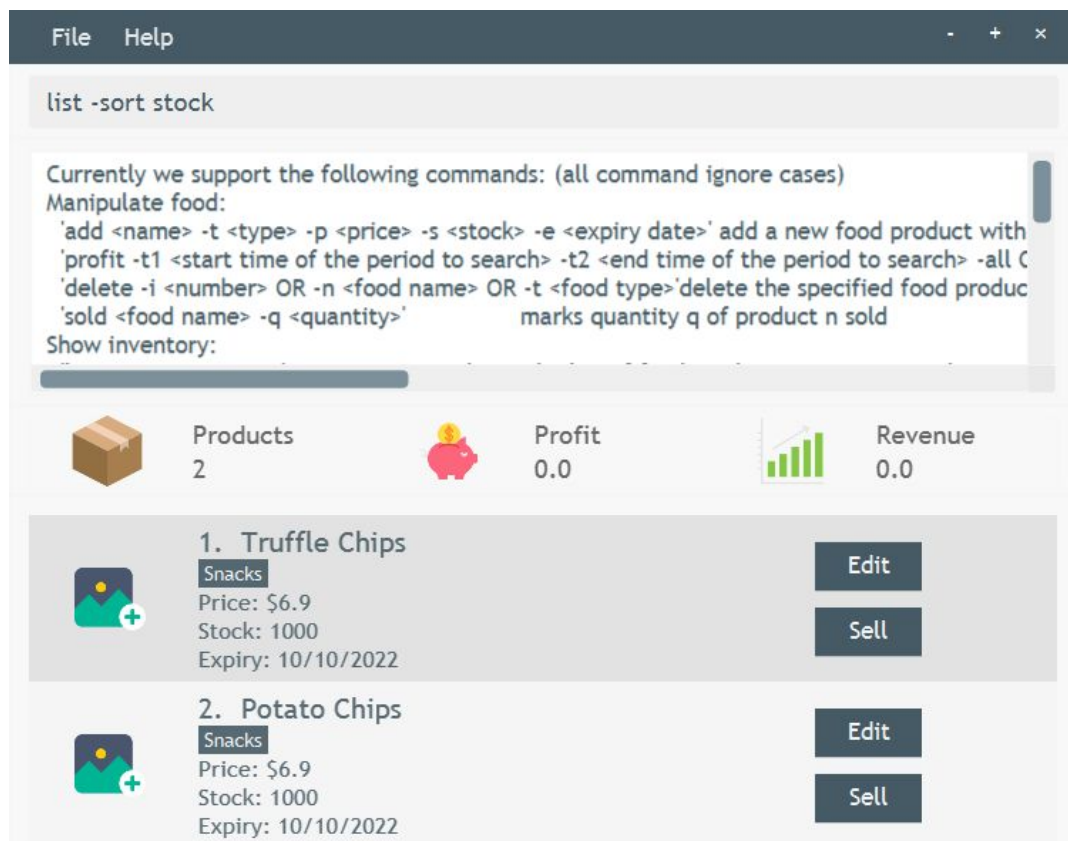 File Help - + ×
list -sort stock
Currently we support the following commands: (all command ignore cases)
Manipulate food:
'add <name> -t <type> -p <price> -s <stock> -e <expiry date>' add a new food product with
'profit -t1 <start time of the period to search> -t2 <end time of the period to search> -all
'delete -i <number> OR -n <food name> OR -t <food type>'delete the specified food produc
'sold <food name> -q <quantity>' marks quantity q of product n sold
Show inventory:
Products
2
Profit
0.0
Revenue
0.0
1. Truffle Chips
Snacks
Price: $6.9
Stock: 1000
Expiry: 10/10/2022
Edit
Sell
2. Potato Chips
Snacks
Price: $6.9
Stock: 1000
Expiry: 10/10/2022
Edit
Sell